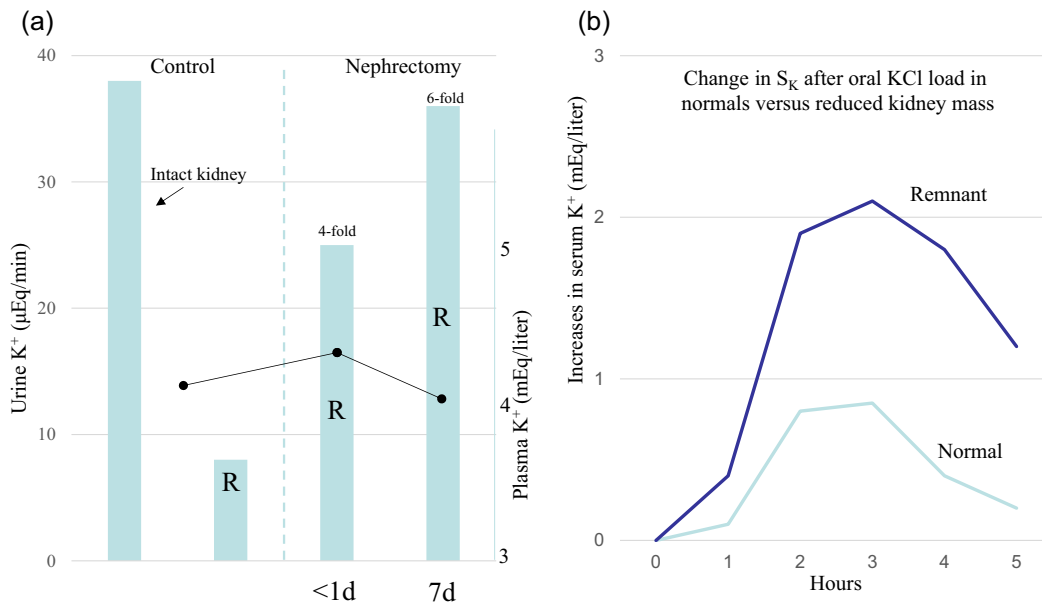 (a)
40
30
20
10
0
Urine K⁺ (μEq/min)
Control
Nephrectomy
Intact kidney
4-fold
6-fold
R
R
R
<1d
7d
5
4
3
Plasma K⁺ (mEq/liter)
(b)
3
2
1
0
Increases in serum K⁺ (mEq/liter)
Change in S_K after oral KCl load in
normals versus reduced kidney mass
Remnant
Normal
0 1 2 3 4 5
Hours